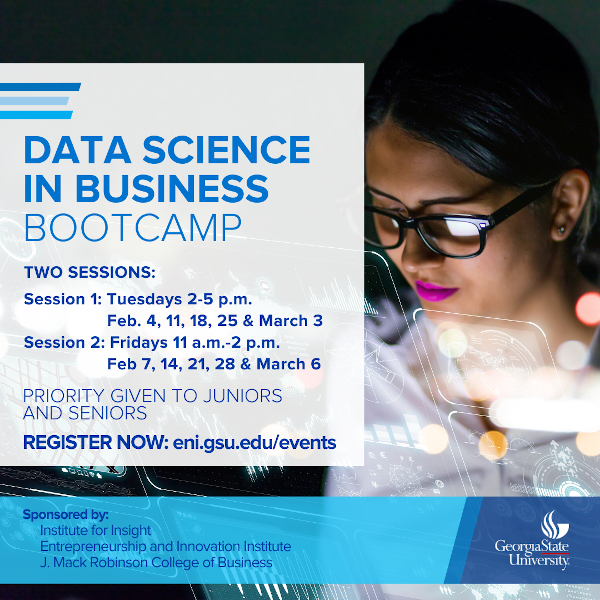 DATA SCIENCE
IN BUSINESS
BOOTCAMP
TWO SESSIONS:
Session 1: Tuesdays 2-5 p.m.
Feb. 4, 11, 18, 25 & March 3
Session 2: Fridays 11 a.m.-2 p.m.
Feb 7, 14, 21, 28 & March 6
PRIORITY GIVEN TO JUNIORS
AND SENIORS
REGISTER NOW: eni.gsu.edu/events
Sponsored by:
Institute for Insight
Entrepreneurship and Innovation Institute
J. Mack Robinson College of Business
GeorgiaState
University